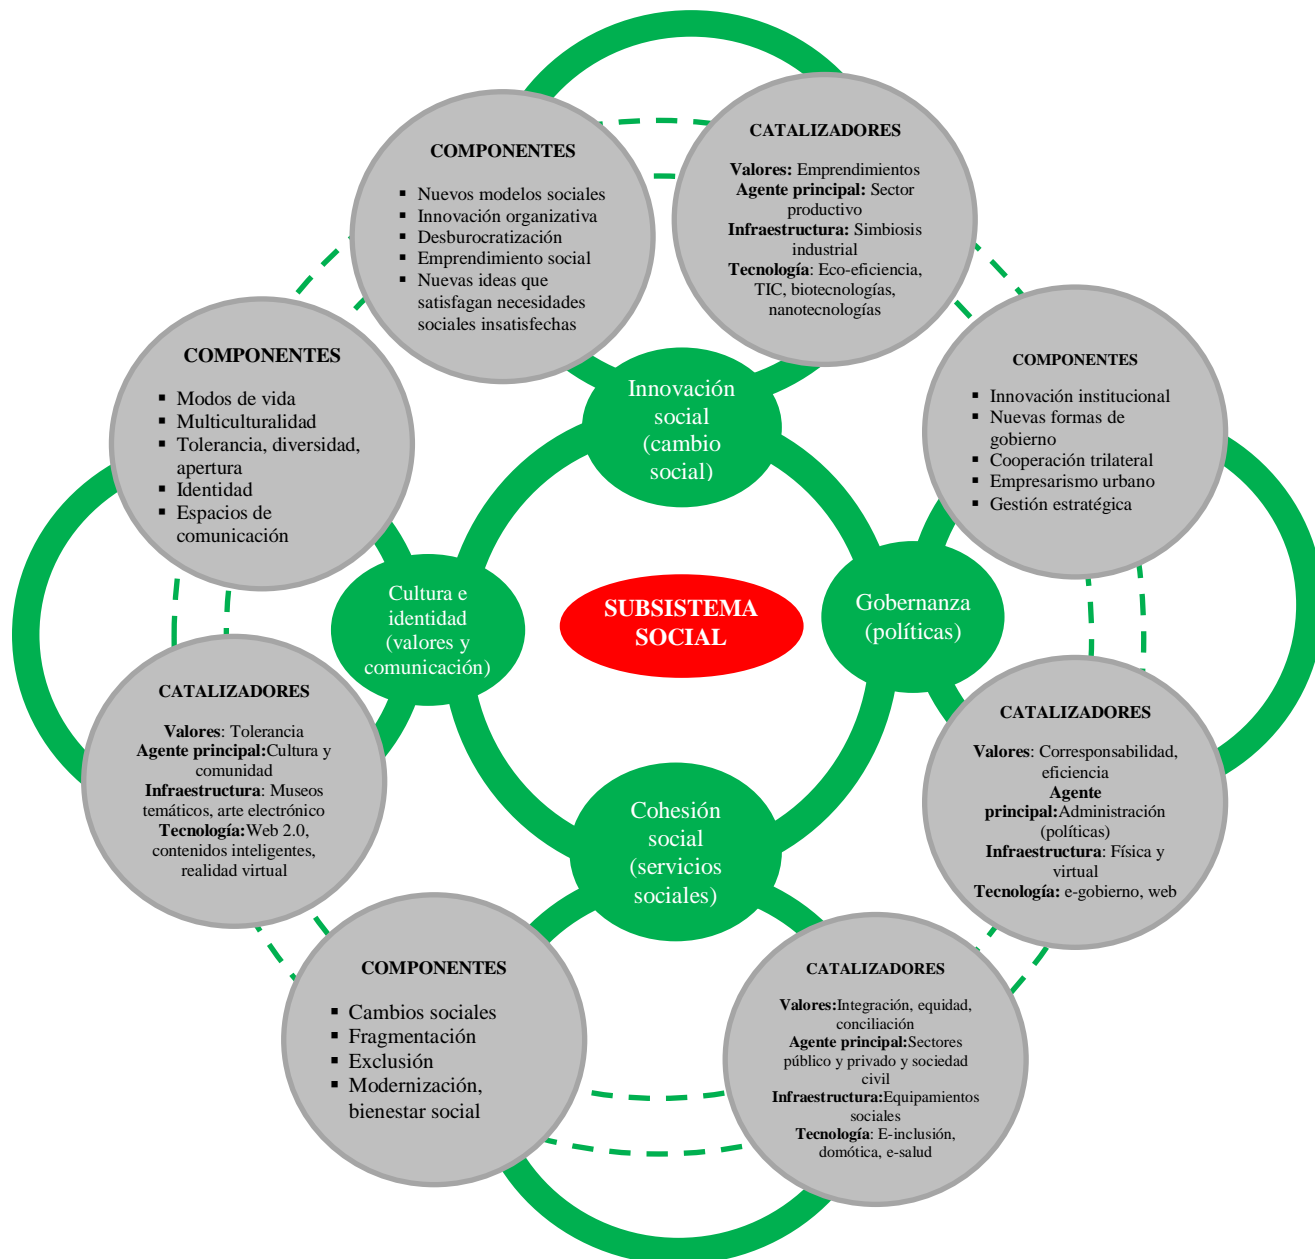 COMPONENTES
▪ Nuevos modelos sociales
▪ Innovación organizativa
▪ Desburocratización
▪ Emprendimiento social
▪ Nuevas ideas que
satisfagan necesidades
sociales insatisfechas
CATALIZADORES
Valores: Emprendimientos
Agente principal: Sector
productivo
Infraestructura: Simbiosis
industrial
Tecnología: Eco-eficiencia,
TIC, biotecnologías,
nanotecnologías
COMPONENTES
▪ Modos de vida
▪ Multiculturalidad
▪ Tolerancia, diversidad,
apertura
▪ Identidad
▪ Espacios de
comunicación
Innovación
social
(cambio
social)
COMPONENTES
▪ Innovación institucional
▪ Nuevas formas de
gobierno
▪ Cooperación trilateral
▪ Empresarismo urbano
▪ Gestión estratégica
Cultura e
identidad
(valores y
comunicación)
SUBSISTEMA
SOCIAL
Gobernanza
(políticas)
CATALIZADORES
Valores: Tolerancia
Agente principal:Cultura y
comunidad
Infraestructura: Museos
temáticos, arte electrónico
Tecnología:Web 2.0,
contenidos inteligentes,
realidad virtual
Cohesión
social
(servicios
sociales)
CATALIZADORES
Valores: Corresponsabilidad,
eficiencia
Agente
principal:Administración
(políticas)
Infraestructura: Física y
virtual
Tecnología: e-gobierno, web
COMPONENTES
▪ Cambios sociales
▪ Fragmentación
▪ Exclusión
▪ Modernización,
bienestar social
CATALIZADORES
Valores:Integración, equidad,
conciliación
Agente principal:Sectores
público y privado y sociedad
civil
Infraestructura:Equipamientos
sociales
Tecnología: E-inclusión,
domótica, e-salud